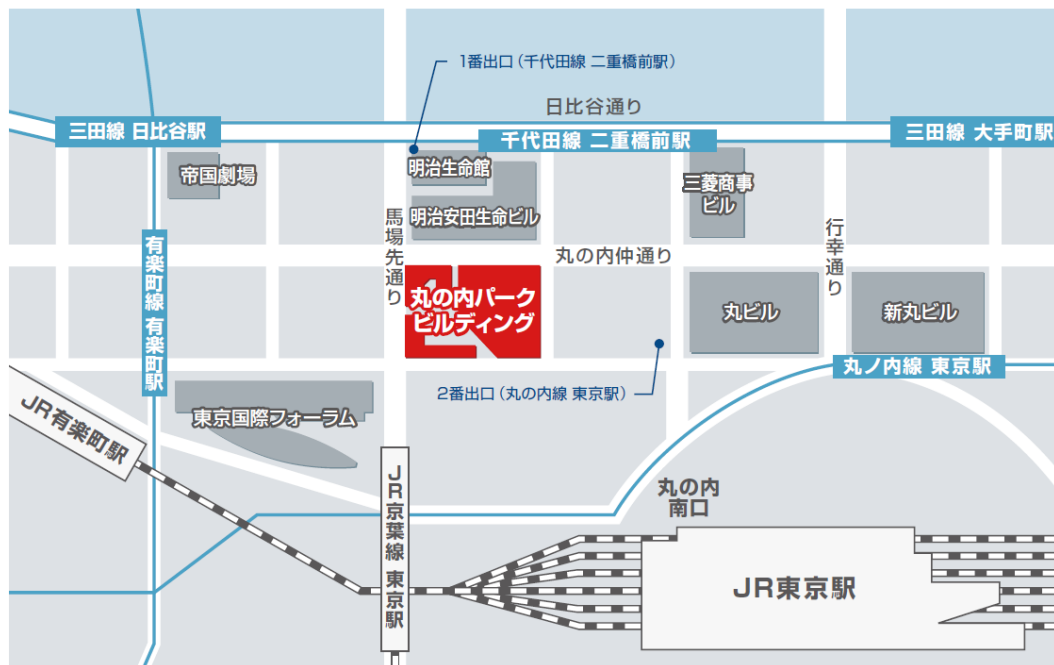 1番出口（千代田線 二重橋前駅）
日比谷通り
三田線 日比谷駅
千代田線 二重橋前駅
三田線 大手町駅
帝国劇場
明治生命館
明治安田生命ビル
三菱商事
ビル
馬場先通り
丸の内仲通り
行幸通り
有楽町線 有楽町駅
丸の内パーク
ビルディング
丸ビル
新丸ビル
丸ノ内線 東京駅
2番出口（丸の内線 東京駅）
東京国際フォーラム
JR有楽町駅
JR京葉線 東京駅
丸の内
南口
JR東京駅